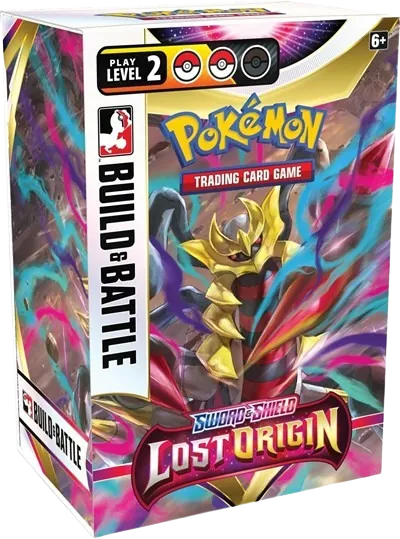 PLAY
LEVEL 2
6+
POKéMON
TRADING CARD GAME
BUILD & BATTLE
BUILD & BATTLE
SWORD & SHIELD
LOST ORIGIN